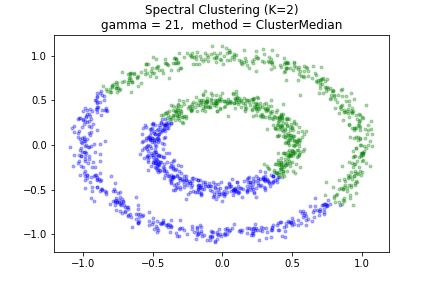 Spectral Clustering (K=2)
gamma = 21,  method = ClusterMedian
1.0
0.5
0.0
−0.5
−1.0
−1.0 −0.5 0.0 0.5 1.0